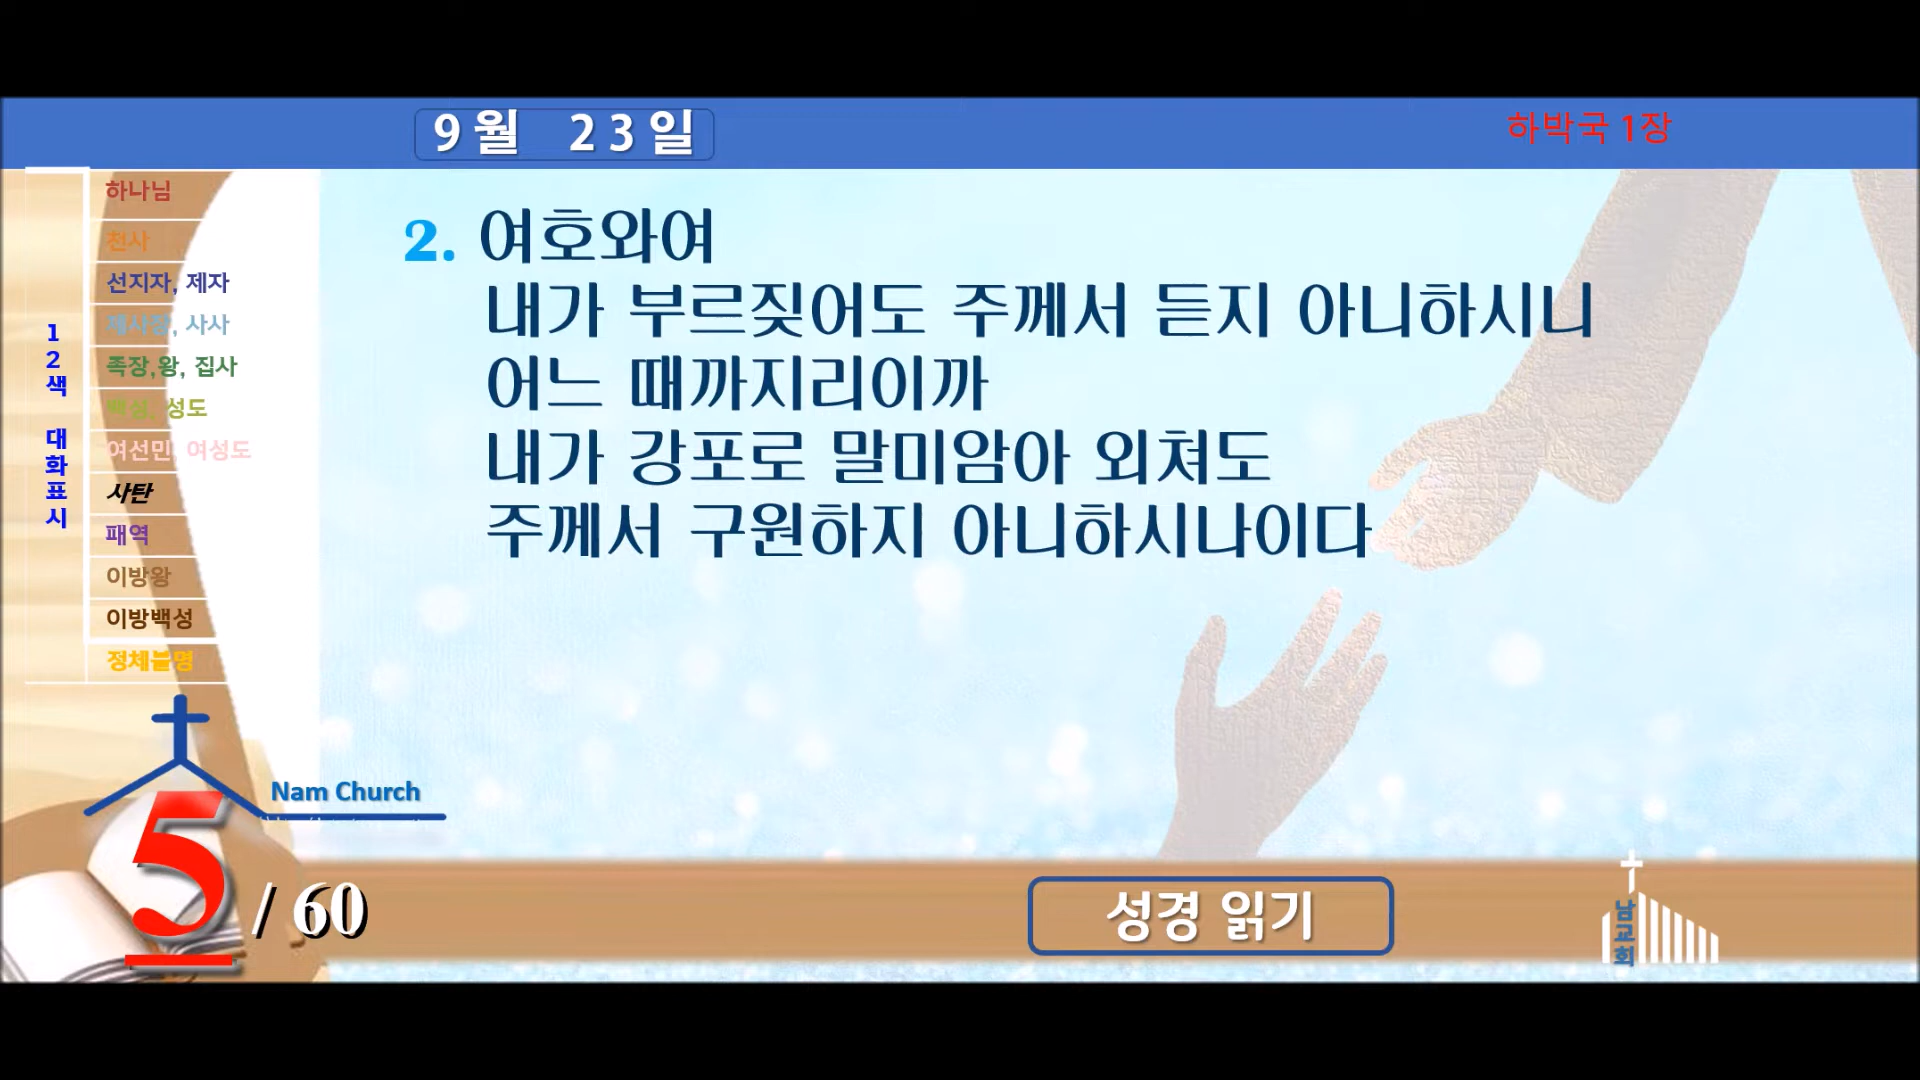 9월 23일
하박국 1장
12색 대화표시
하나님
천사
선지자, 제자
제사장, 사사
족장,왕, 집사
백성, 성도
여선민, 여성도
사탄
패역
이방왕
이방백성
정체불명
2. 여호와여
내가 부르짖어도 주께서 듣지 아니하시니
어느 때까지리이까
내가 강포로 말미암아 외쳐도
주께서 구원하지 아니하시나이다
Nam Church
5 / 60
성경 읽기
남교회